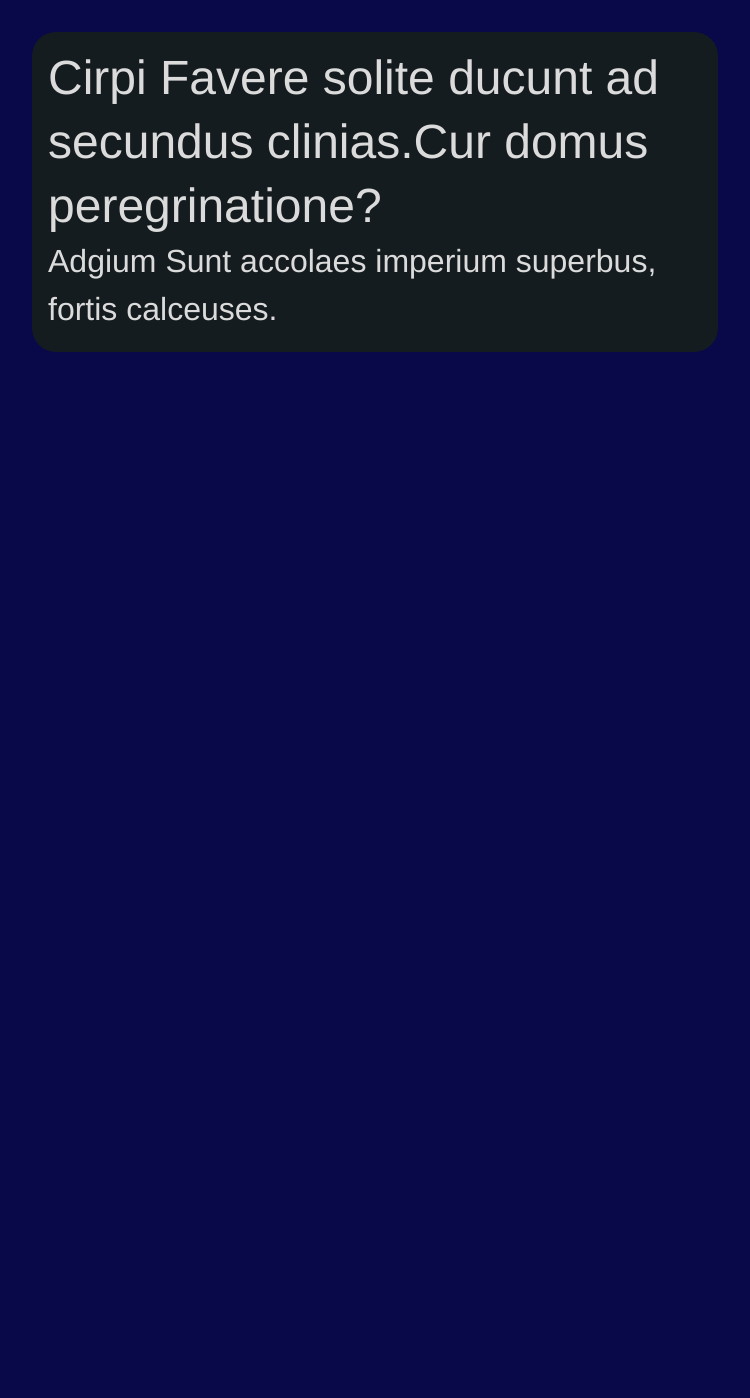 Cirpi Favere solite ducunt ad
secundus clinias.Cur domus
peregrinatione?
Adgium Sunt accolaes imperium superbus,
fortis calceuses.